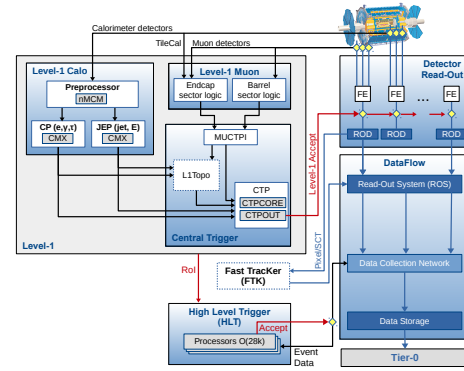 Calorimeter detectors
TileCal
Muon detectors
Level-1 Calo
Preprocessor
nMCM
CP (e,γ,τ)
CMX
JEP (jet, E)
CMX
Level-1 Muon
Endcap
sector logic
Barrel
sector logic
MUCTPI
L1Topo
CTP
CTPCORE
CTPOUT
Central Trigger
Level-1
Level-1 Accept
Detector
Read-Out
FE
FE
...
FE
ROD
ROD
ROD
DataFlow
Read-Out System (ROS)
Data Collection Network
Data Storage
Tier-0
Pixel/SCT
RoI
Fast TracKer
(FTK)
High Level Trigger
(HLT)
Accept
Processors O(28k)
Event
Data